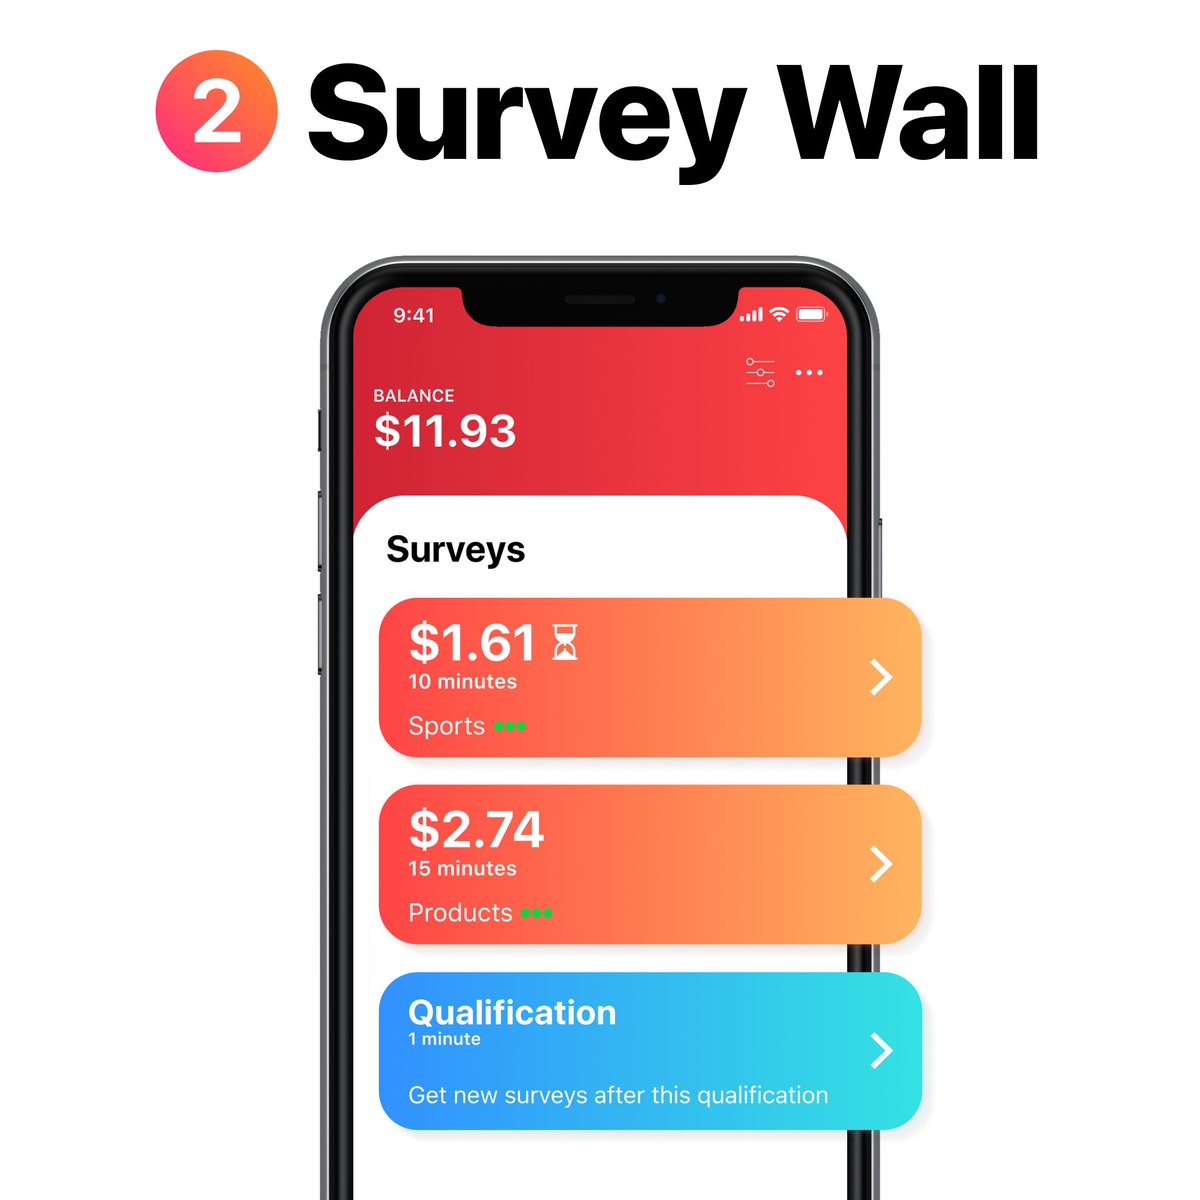 2 Survey Wall
9:41
BALANCE
$11.93
Surveys
$1.61
10 minutes
Sports
$2.74
15 minutes
Products
Qualification
1 minute
Get new surveys after this qualification